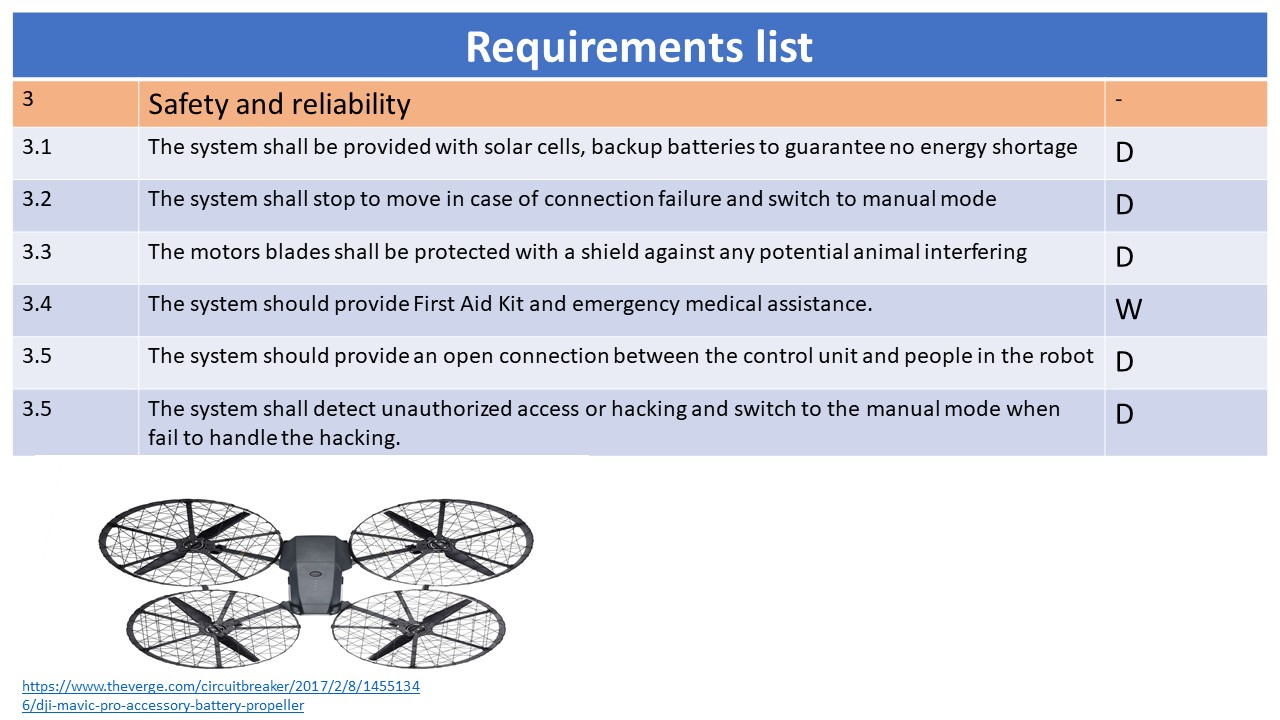 Requirements list
3 Safety and reliability -
3.1 The system shall be provided with solar cells, backup batteries to guarantee no energy shortage D
3.2 The system shall stop to move in case of connection failure and switch to manual mode D
3.3 The motors blades shall be protected with a shield against any potential animal interfering D
3.4 The system should provide First Aid Kit and emergency medical assistance. W
3.5 The system should provide an open connection between the control unit and people in the robot D
3.5 The system shall detect unauthorized access or hacking and switch to the manual mode when D
fail to handle the hacking.
https://www.theverge.com/circuitbreaker/2017/2/8/1455134
6/dji-mavic-pro-accessory-battery-propeller